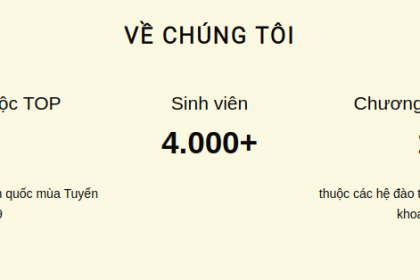 VỀ CHÚNG TÔI
ộc TOP
Sinh viên
4.000+
quốc mùa Tuyển
9
Chương
thuộc các hệ đào
khoa